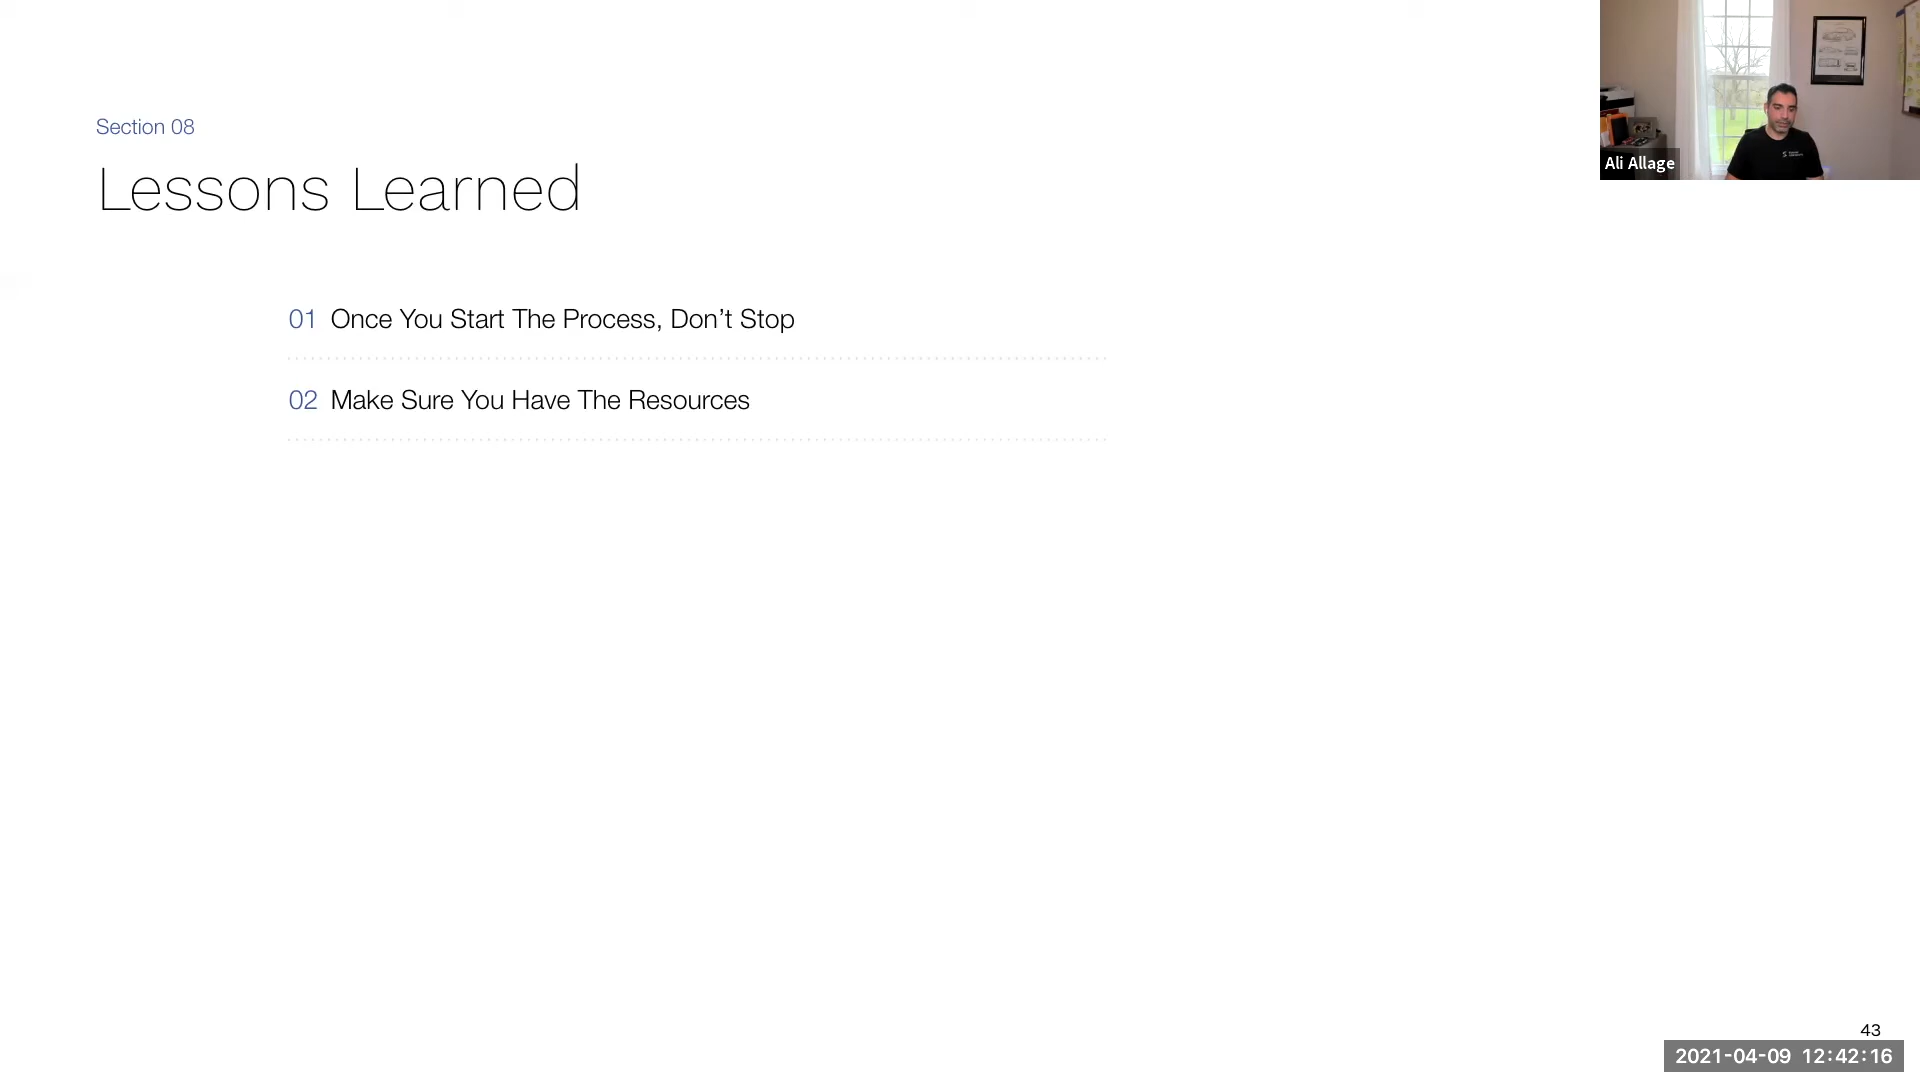 Section 08
Lessons Learned
01 Once You Start The Process, Don’t Stop
02 Make Sure You Have The Resources
Ali Allage
43
2021-04-09 12:42:16